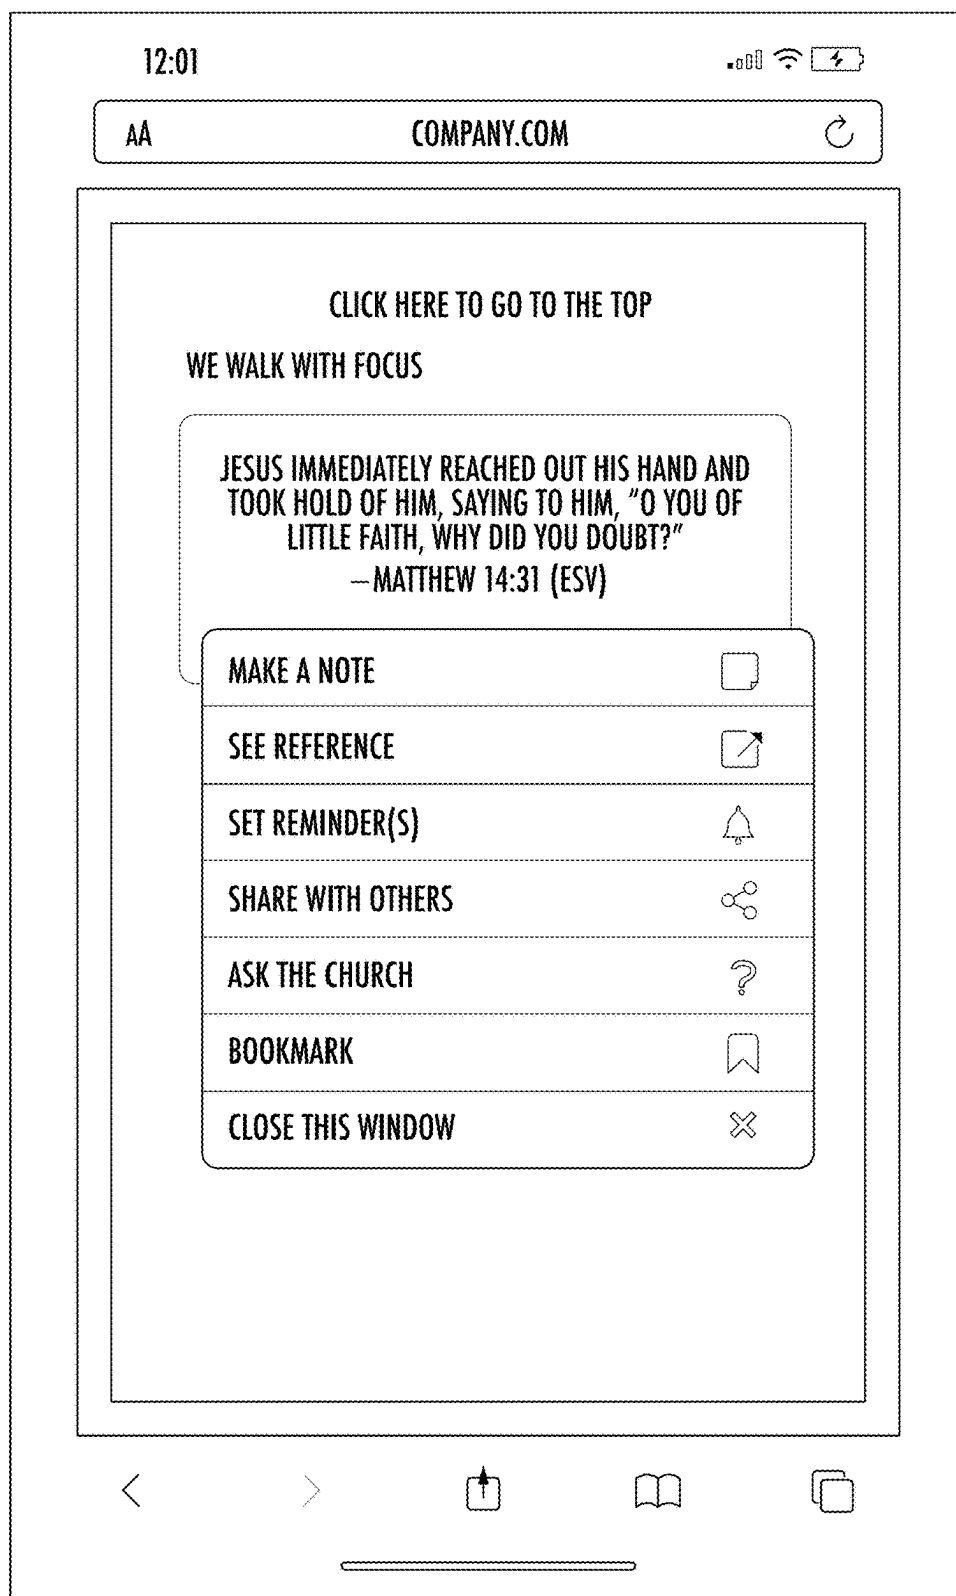 12:01
AA COMPANY.COM
CLICK HERE TO GO TO THE TOP
WE WALK WITH FOCUS
JESUS IMMEDIATELY REACHED OUT HIS HAND AND
TOOK HOLD OF HIM, SAYING TO HIM, "O YOU OF
LITTLE FAITH, WHY DID YOU DOUBT?"
—MATTHEW 14:31 (ESV)
MAKE A NOTE
SEE REFERENCE
SET REMINDER(S)
SHARE WITH OTHERS
ASK THE CHURCH
BOOKMARK
CLOSE THIS WINDOW